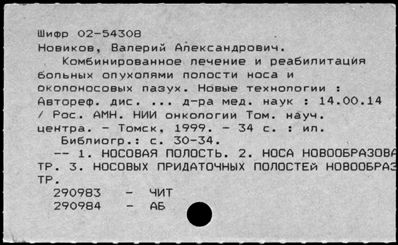 Шифр 02-54308
Новиков, Валерий Александрович.
Комбинированное лечение и реабилитация
больных опухолями полости носа и
околоносовых пазух. Новые технологии :
Автореф. дис. ... д-ра мед. наук : 14.00.14
/ Рос. АМН. НИИ онкологии Том. науч.
центра. - Томск, 1999. - 34 с. : ил.
Библиогр.: с. 30-34.
-- 1. НОСОВАЯ ПОЛОСТЬ. 2. НОСА НОВООБРАЗОВА
ТР. 3. НОСОВЫХ ПРИДАТОЧНЫХ ПОЛОСТЕЙ НОВООБРАЗ
ТР.
290983 - ЧИТ
290984 - АБ